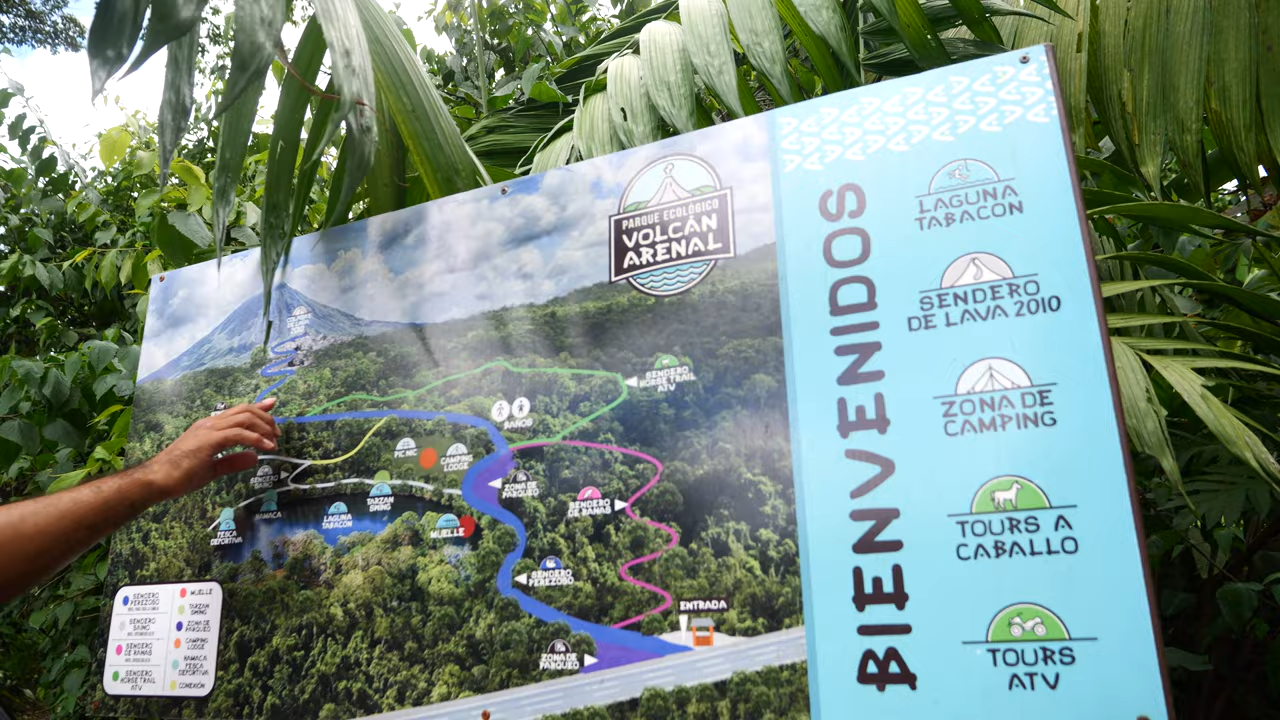 PARQUE ECOLÓGICO
VOLCÁN
ARENAL
SENDERO
HORSE TRAIL
ATV
BAÑOS
PIC NIC
CAMPING
LODGE
ZONA DE
PARQUEO
SENDERO
SAINO
HAMACA
TARZAN
SWING
LAGUNA
TABACÓN
PESCA
DEPORTIVA
MUELLE
SENDERO
DE RANAS
SENDERO
PEREZOSO
ENTRADA
ZONA DE
PARQUEO
SENDERO
PEREZOSO
SENDERO
SAINO
SENDERO
DE RANAS
SENDERO
HORSE TRAIL
ATV
MUELLE
TARZAN
SWING
ZONA DE
PARQUEO
CAMPING
LODGE
HAMACA
PESCA
DEPORTIVA
CONEXIÓN
BIENVENIDOS
LAGUNA
TABACÓN
SENDERO
DE LAVA 2010
ZONA DE
CAMPING
TOURS A
CABALLO
TOURS
ATV